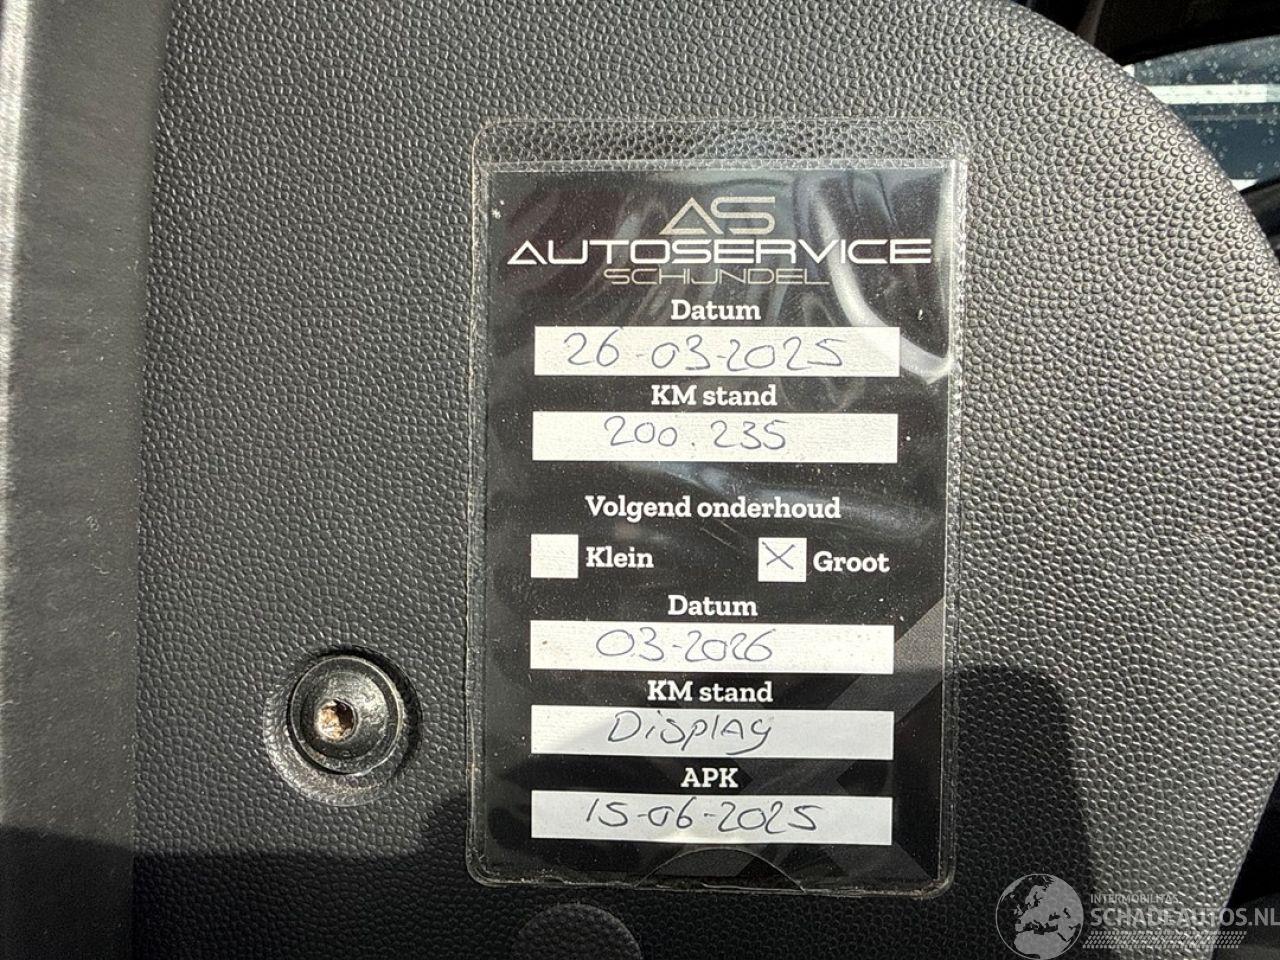 AS
AUTOSERVICE
SCHIJNDEL
Datum
26-03-2025
KM stand
200.235
Volgend onderhoud
Klein X Groot
Datum
03-2026
KM stand
Display
APK
15-06-2025
INTERMOBILHAS
SCHADEAUTOS.NL